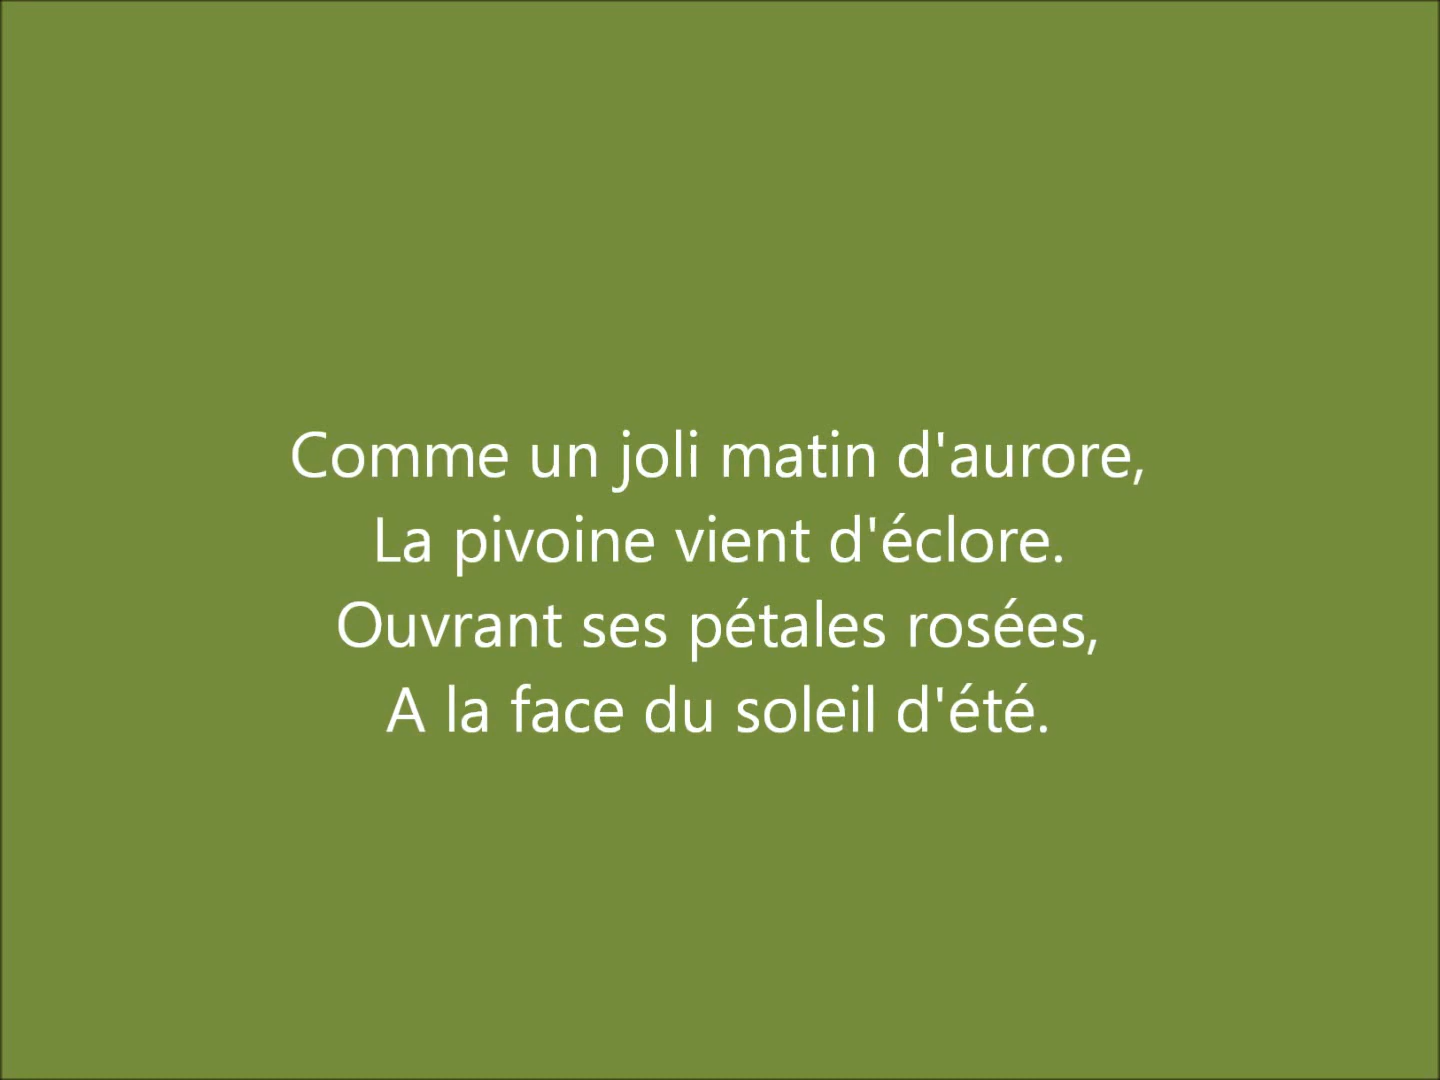 Comme un joli matin d'aurore,
La pivoine vient d'éclore.
Ouvrant ses pétales rosées,
A la face du soleil d'été.